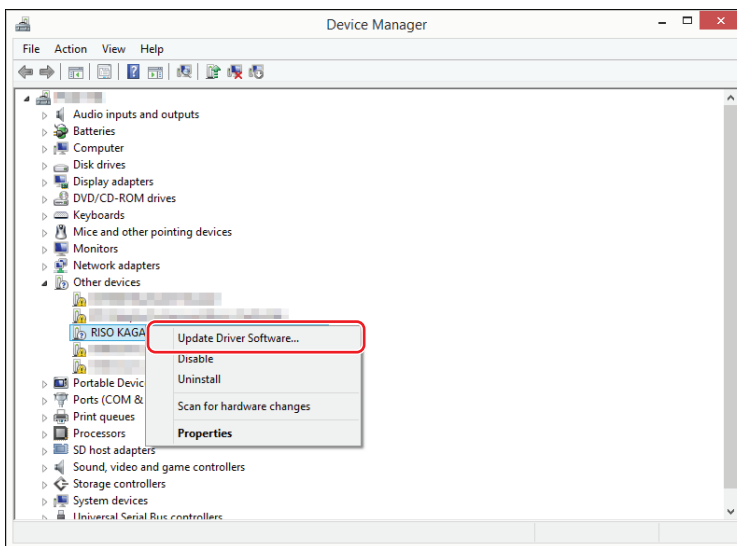 Device Manager
File Action View Help
Audio inputs and outputs
Batteries
Computer
Disk drives
Display adapters
DVD/CD-ROM drives
Keyboards
Mice and other pointing devices
Monitors
Network adapters
Other devices
RISO KAGA
Update Driver Software...
Disable
Uninstall
Scan for hardware changes
Properties
Portable Devic
Ports (COM &
Print queues
Processors
SD host adapters
Sound, video and game controllers
Storage controllers
System devices
Universal Serial Bus controllers